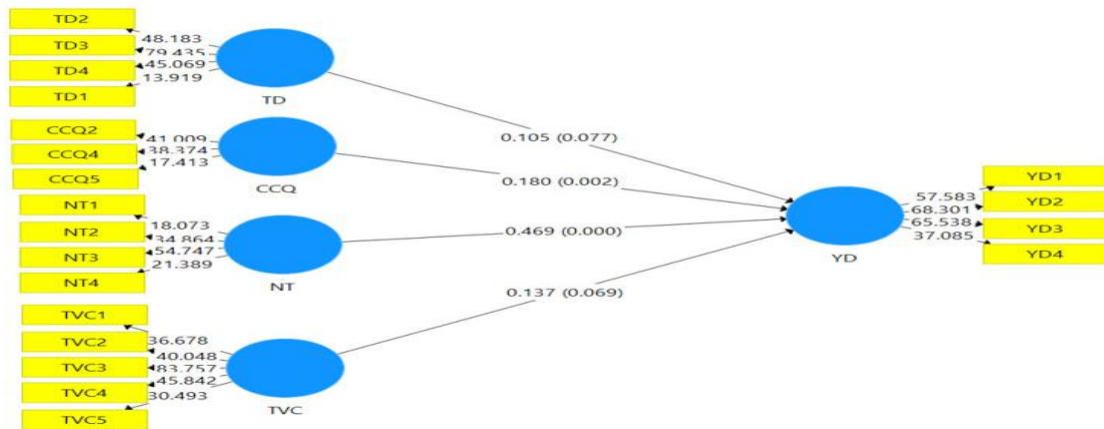 TD2
TD3
TD4
TD1
48.183
79.435
45.069
13.919
TD
CCQ2
CCQ4
CCQ5
41.009
38.374
17.413
CCQ
NT1
NT2
NT3
NT4
18.073
34.864
54.747
21.389
NT
TVC1
TVC2
TVC3
TVC4
TVC5
36.678
40.048
83.757
45.842
30.493
TVC
0.105 (0.077)
0.180 (0.002)
0.469 (0.000)
0.137 (0.069)
YD
57.583
68.301
65.538
37.085
YD1
YD2
YD3
YD4